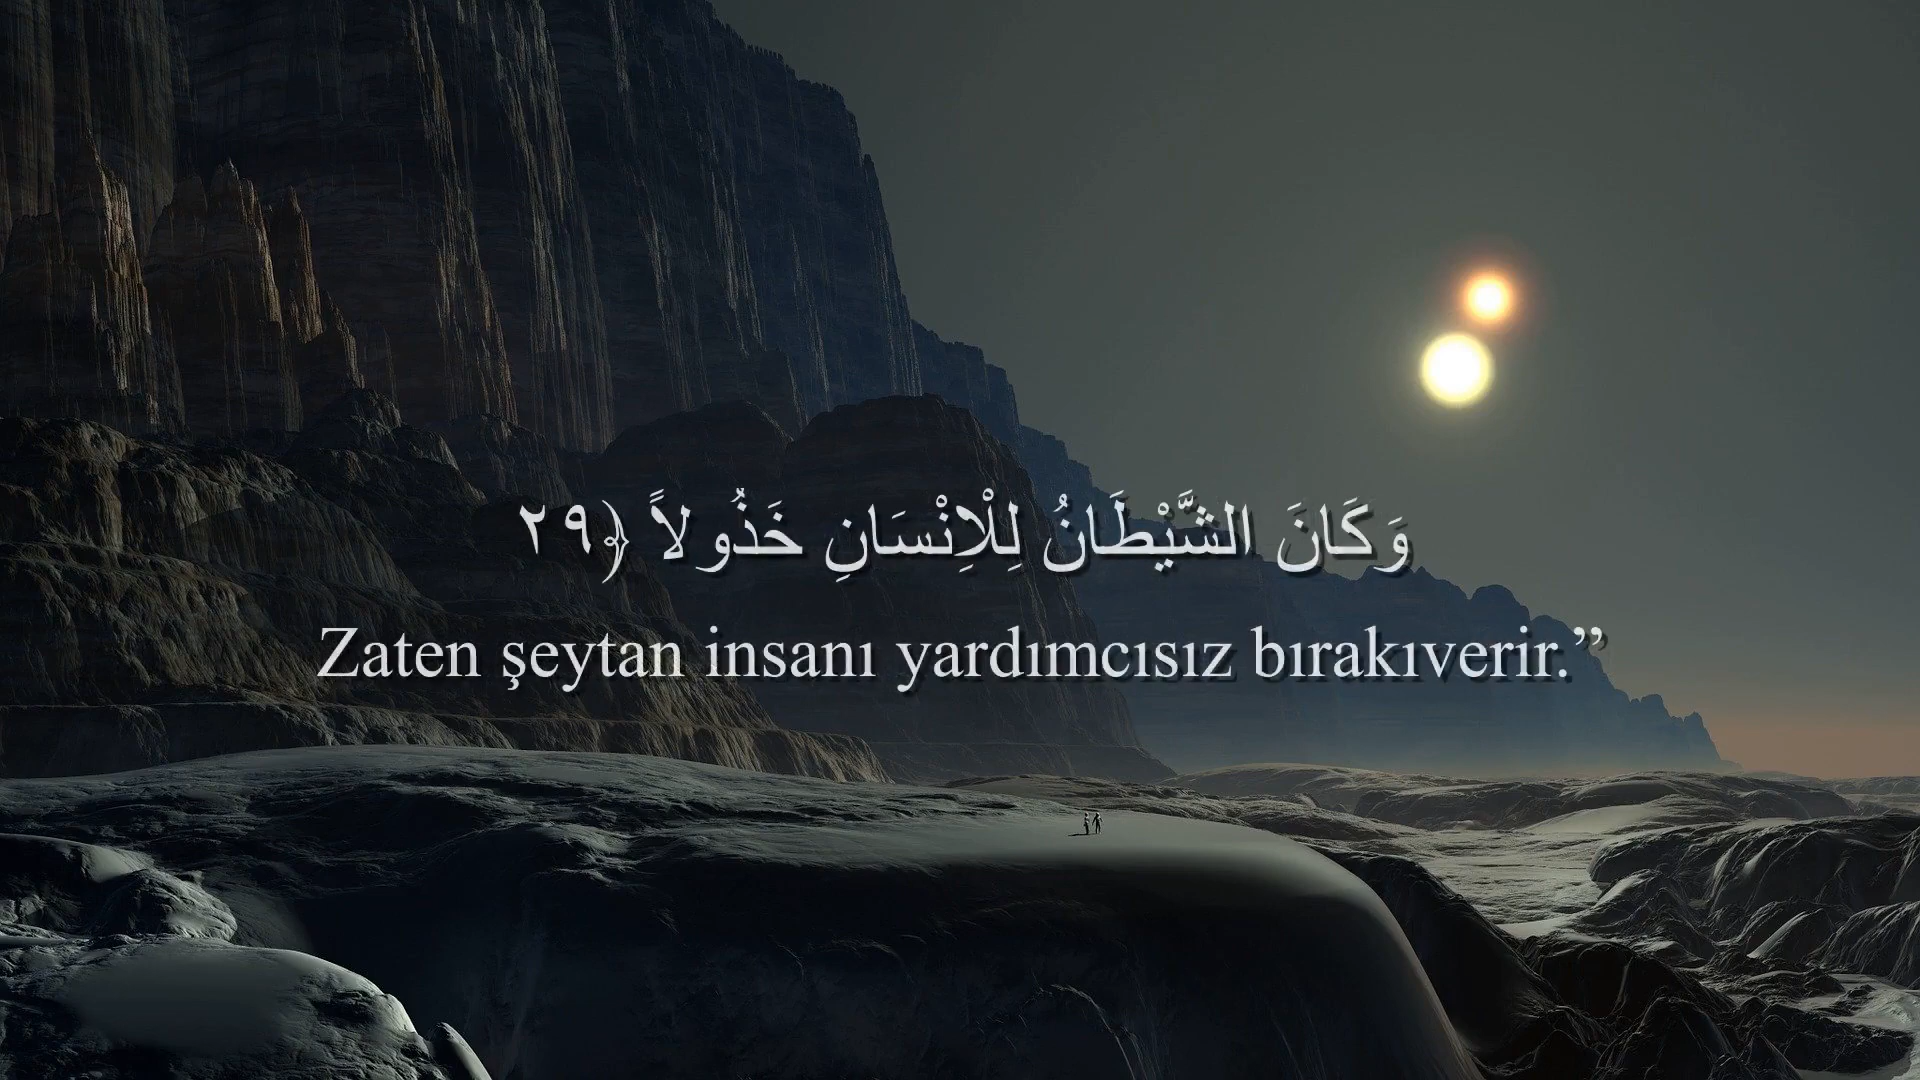 وَكَانَ الشَّيْطَانُ لِلْاِنْسَانِ خَذُولاً ﴿٢٩
Zaten şeytan insanı yardımcısız bırakıverir.”